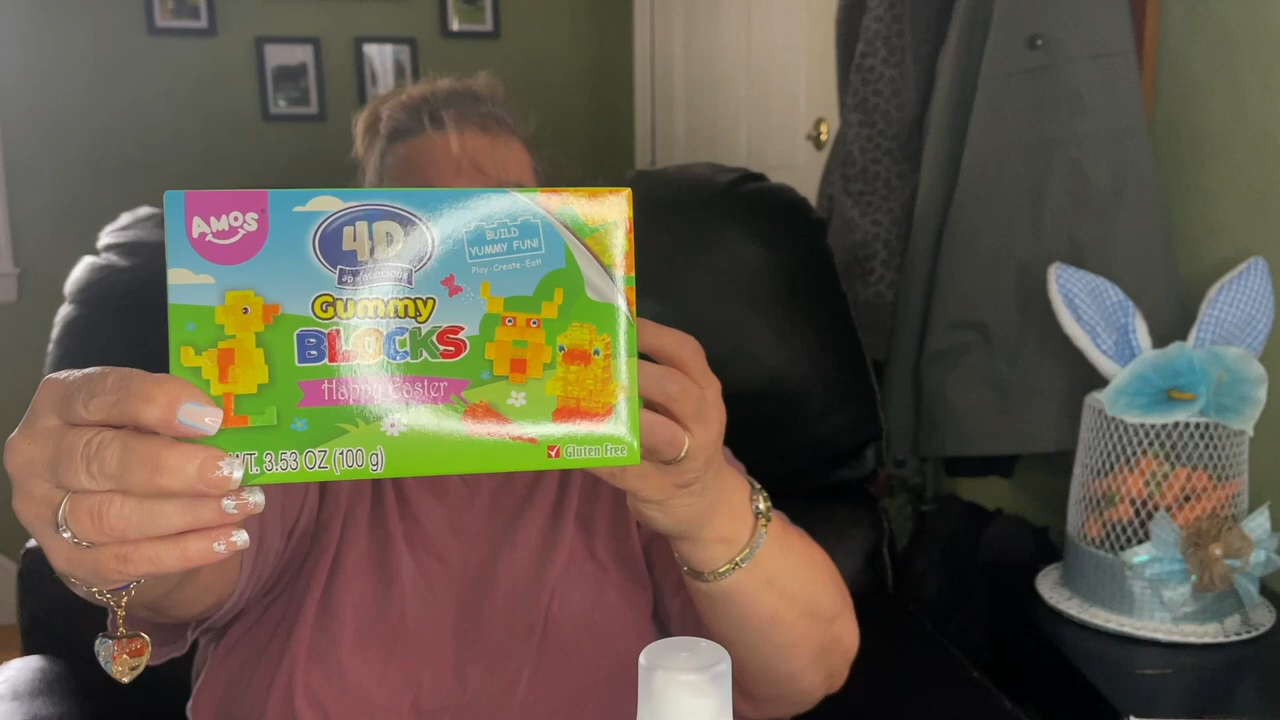 AMOS
4D
BUILD
YUMMY FUN!
Play-Create-Eat!
Gummy
BLOCKS
Happy Easter
WT. 3.53 OZ (100 g)
Gluten Free